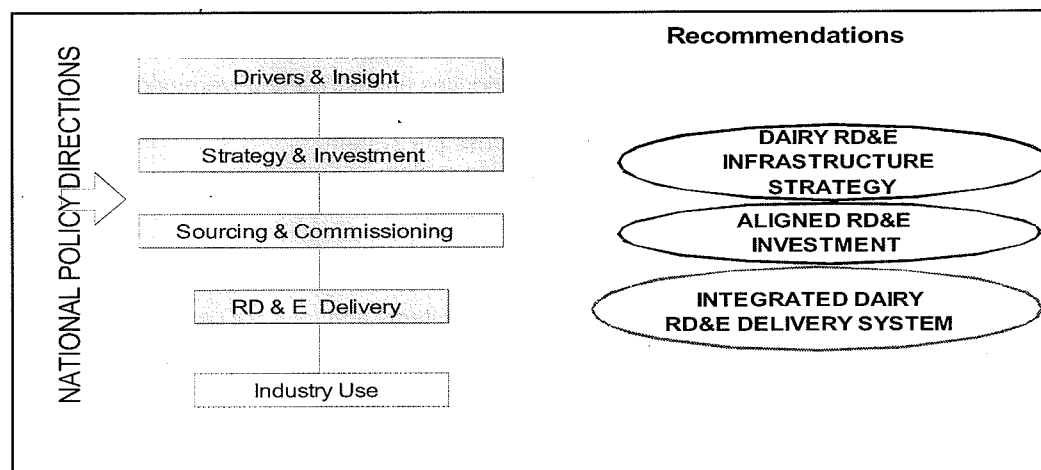 NATIONAL POLICY DIRECTIONS
Drivers & Insight
Strategy & Investment
Sourcing & Commissioning
RD & E Delivery
Industry Use
Recommendations
DAIRY RD&E
INFRASTRUCTURE
STRATEGY
ALIGNED RD&E
INVESTMENT
INTEGRATED DAIRY
RD&E DELIVERY SYSTEM